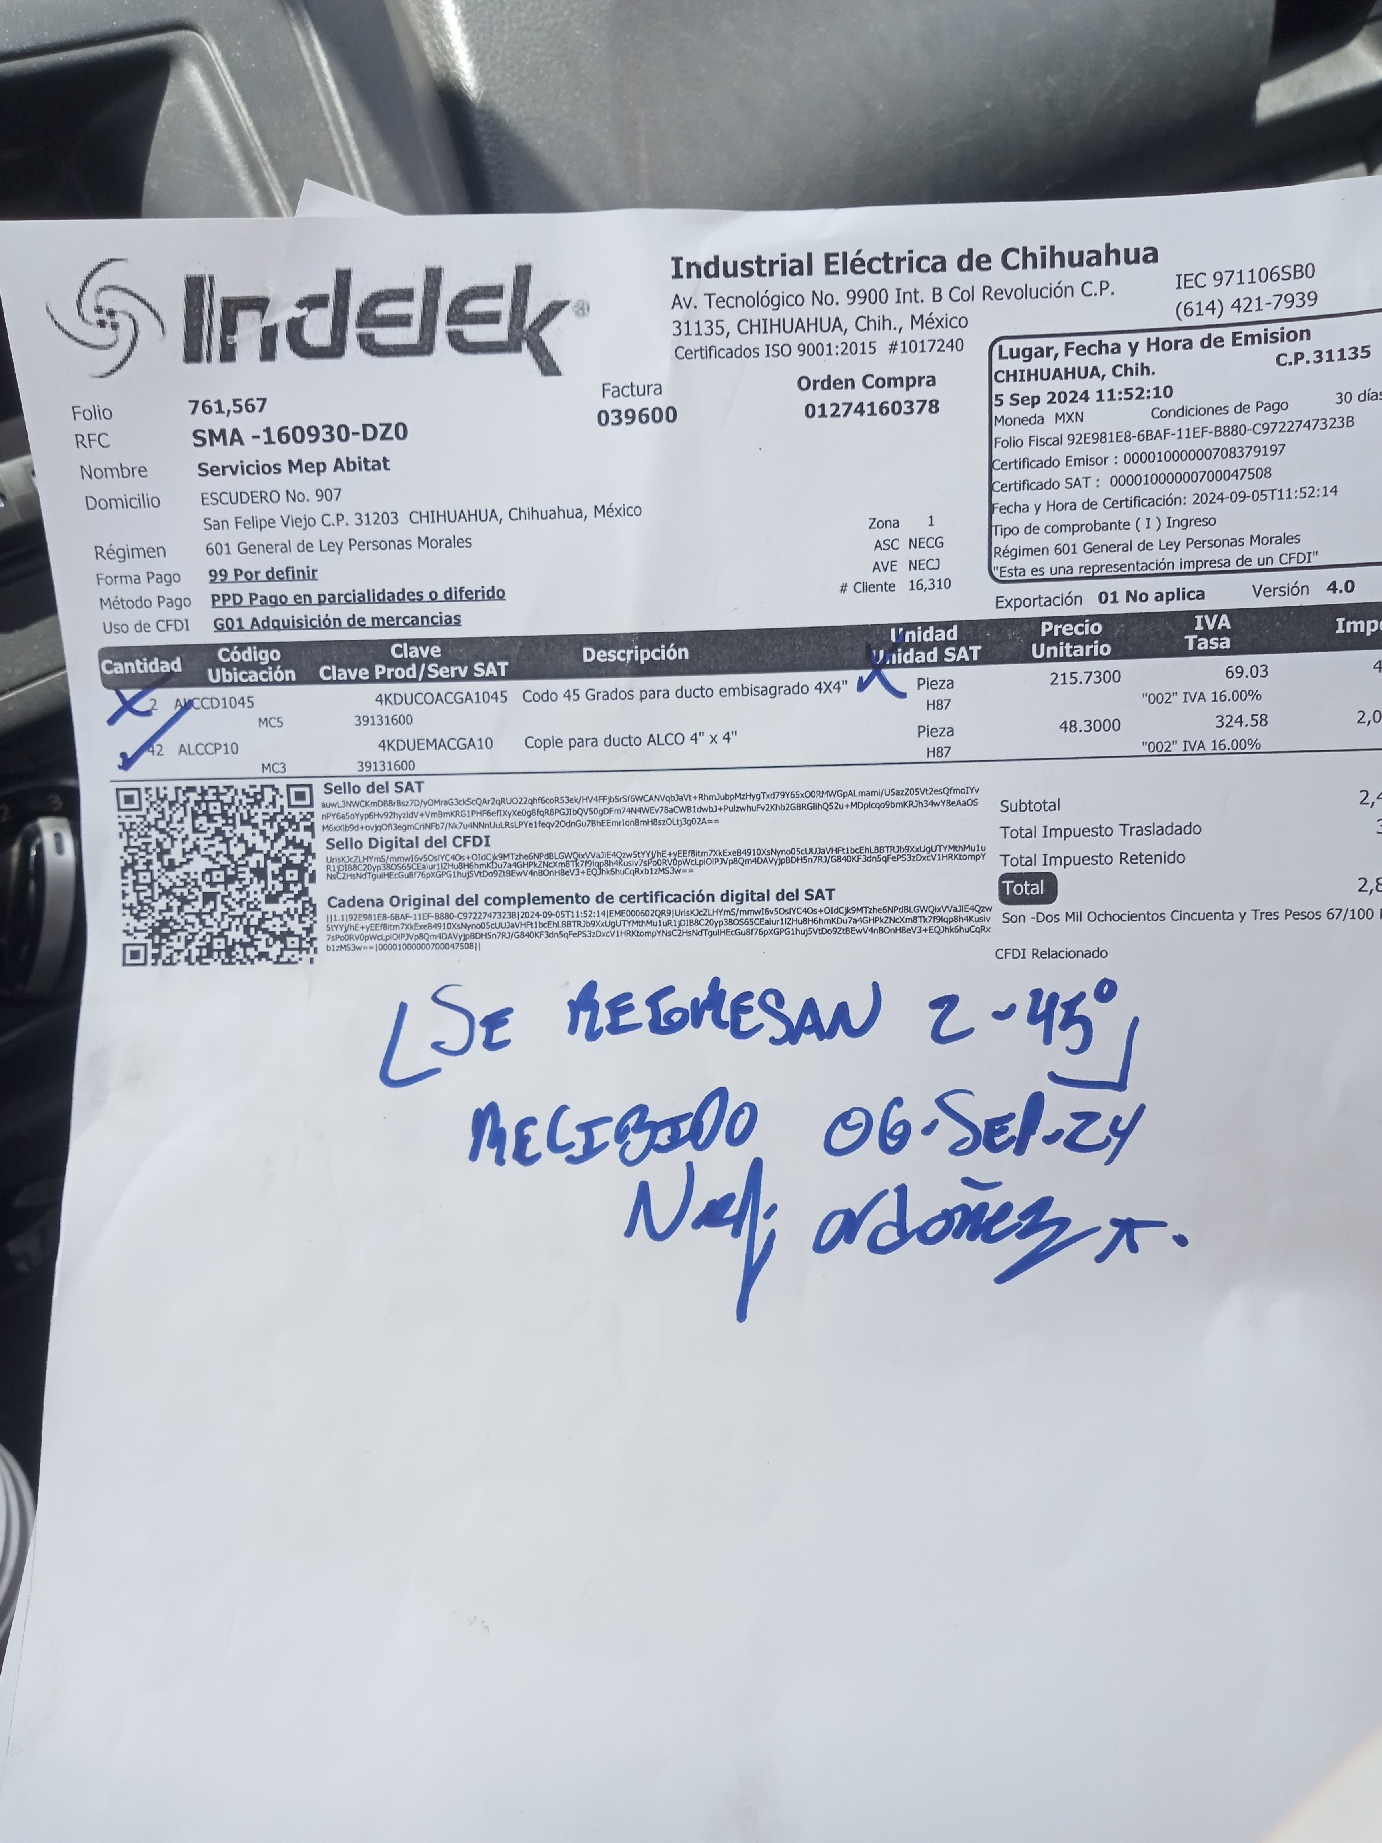 Indelek®
Industrial Eléctrica de Chihuahua
Av. Tecnológico No. 9900 Int. B Col Revolución C.P.
31135, CHIHUAHUA, Chih., México
Certificados ISO 9001:2015 #1017240
IEC 971106SB0
(614) 421-7939
Lugar, Fecha y Hora de Emision
CHIHUAHUA, Chih. C.P.31135
5 Sep 2024 11:52:10
Moneda MXN Condiciones de Pago 30 días
Folio Fiscal 92E981E8-6BAF-11EF-B880-C9722747323B
Certificado Emisor : 00001000000708379197
Certificado SAT : 00001000000700047508
Fecha y Hora de Certificación: 2024-09-05T11:52:14
Tipo de comprobante ( I ) Ingreso
Régimen 601 General de Ley Personas Morales
"Esta es una representación impresa de un CFDI"
Exportación 01 No aplica Versión 4.0
Factura
039600
Orden Compra
01274160378
Folio 761,567
RFC SMA -160930-DZ0
Nombre Servicios Mep Abitat
Domicilio ESCUDERO No. 907
San Felipe Viejo C.P. 31203 CHIHUAHUA, Chihuahua, México
Régimen 601 General de Ley Personas Morales
Forma Pago 99 Por definir
Método Pago PPD Pago en parcialidades o diferido
Uso de CFDI G01 Adquisición de mercancias
Zona 1
ASC NECG
AVE NECJ
# Cliente 16,310
Cantidad Código Ubicación Clave Clave Prod/Serv SAT Descripción Unidad Unidad SAT Precio Unitario IVA Tasa
2 ALCCD1045 4KDUCOACGA1045 Codo 45 Grados para ducto embisagrado 4X4" Pieza 215.7300 69.03
MC5 39131600 H87 "002" IVA 16.00%
42 ALCCP10 4KDUEMACGA10 Cople para ducto ALCO 4" x 4" Pieza 48.3000 324.58
MC3 39131600 H87 "002" IVA 16.00%
Sello del SAT
Sello Digital del CFDI
Cadena Original del complemento de certificación digital del SAT
Subtotal
Total Impuesto Trasladado
Total Impuesto Retenido
Total
Son -Dos Mil Ochocientos Cincuenta y Tres Pesos 67/100
CFDI Relacionado
SE REGRESAN 2-45°
RECIBIDO 06-SEP-24
Ordoñez